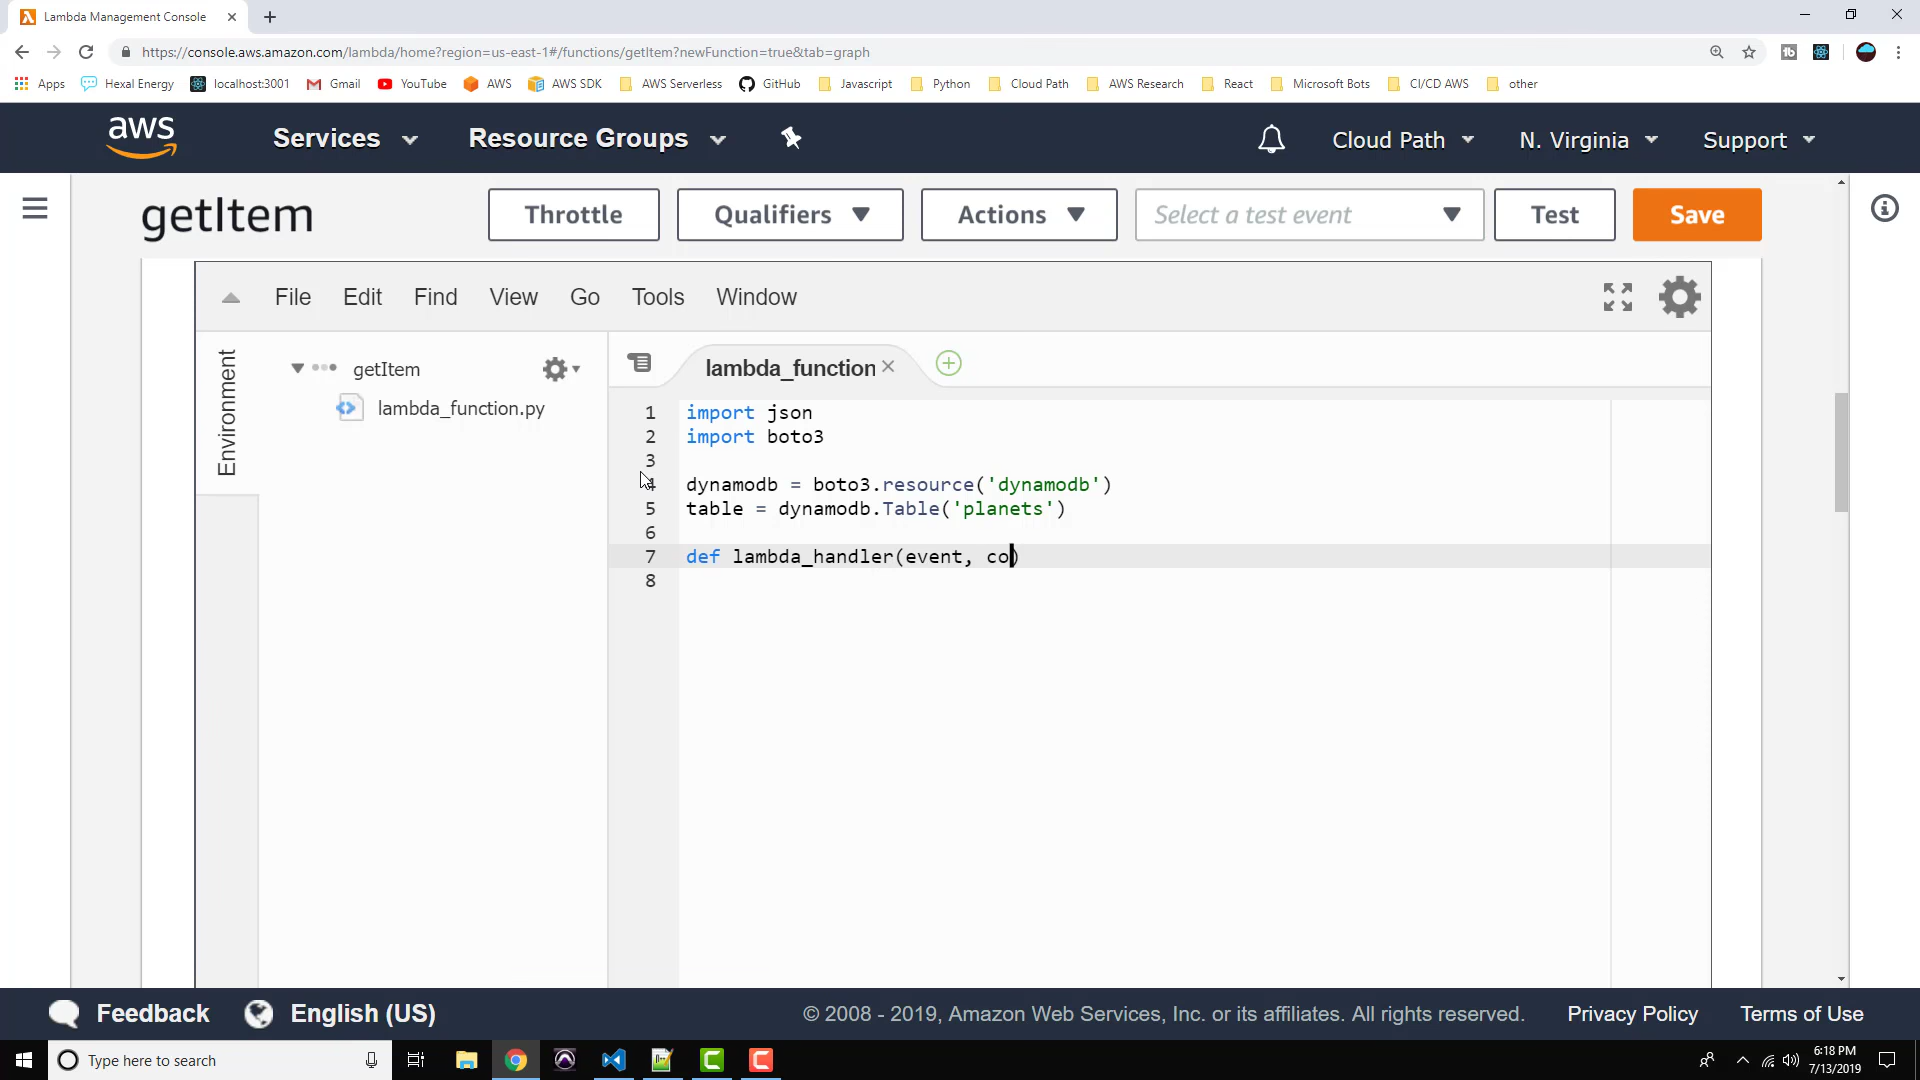 Lambda Management Console
https://console.aws.amazon.com/lambda/home?region=us-east-1#/functions/getItem?newFunction=true&tab=graph
Apps Hexal Energy localhost:3001 Gmail YouTube AWS AWS SDK AWS Serverless GitHub Javascript Python Cloud Path AWS Research React Microsoft Bots CI/CD AWS other
aws Services Resource Groups Cloud Path N. Virginia Support
getItem Throttle Qualifiers Actions Select a test event Test Save
File Edit Find View Go Tools Window
Environment
getItem
lambda_function.py
lambda_function
1 import json
2 import boto3
3
4 dynamodb = boto3.resource('dynamodb')
5 table = dynamodb.Table('planets')
6
7 def lambda_handler(event, co)
8
Feedback English (US) © 2008 - 2019, Amazon Web Services, Inc. or its affiliates. All rights reserved. Privacy Policy Terms of Use
Type here to search
6:18 PM
7/13/2019